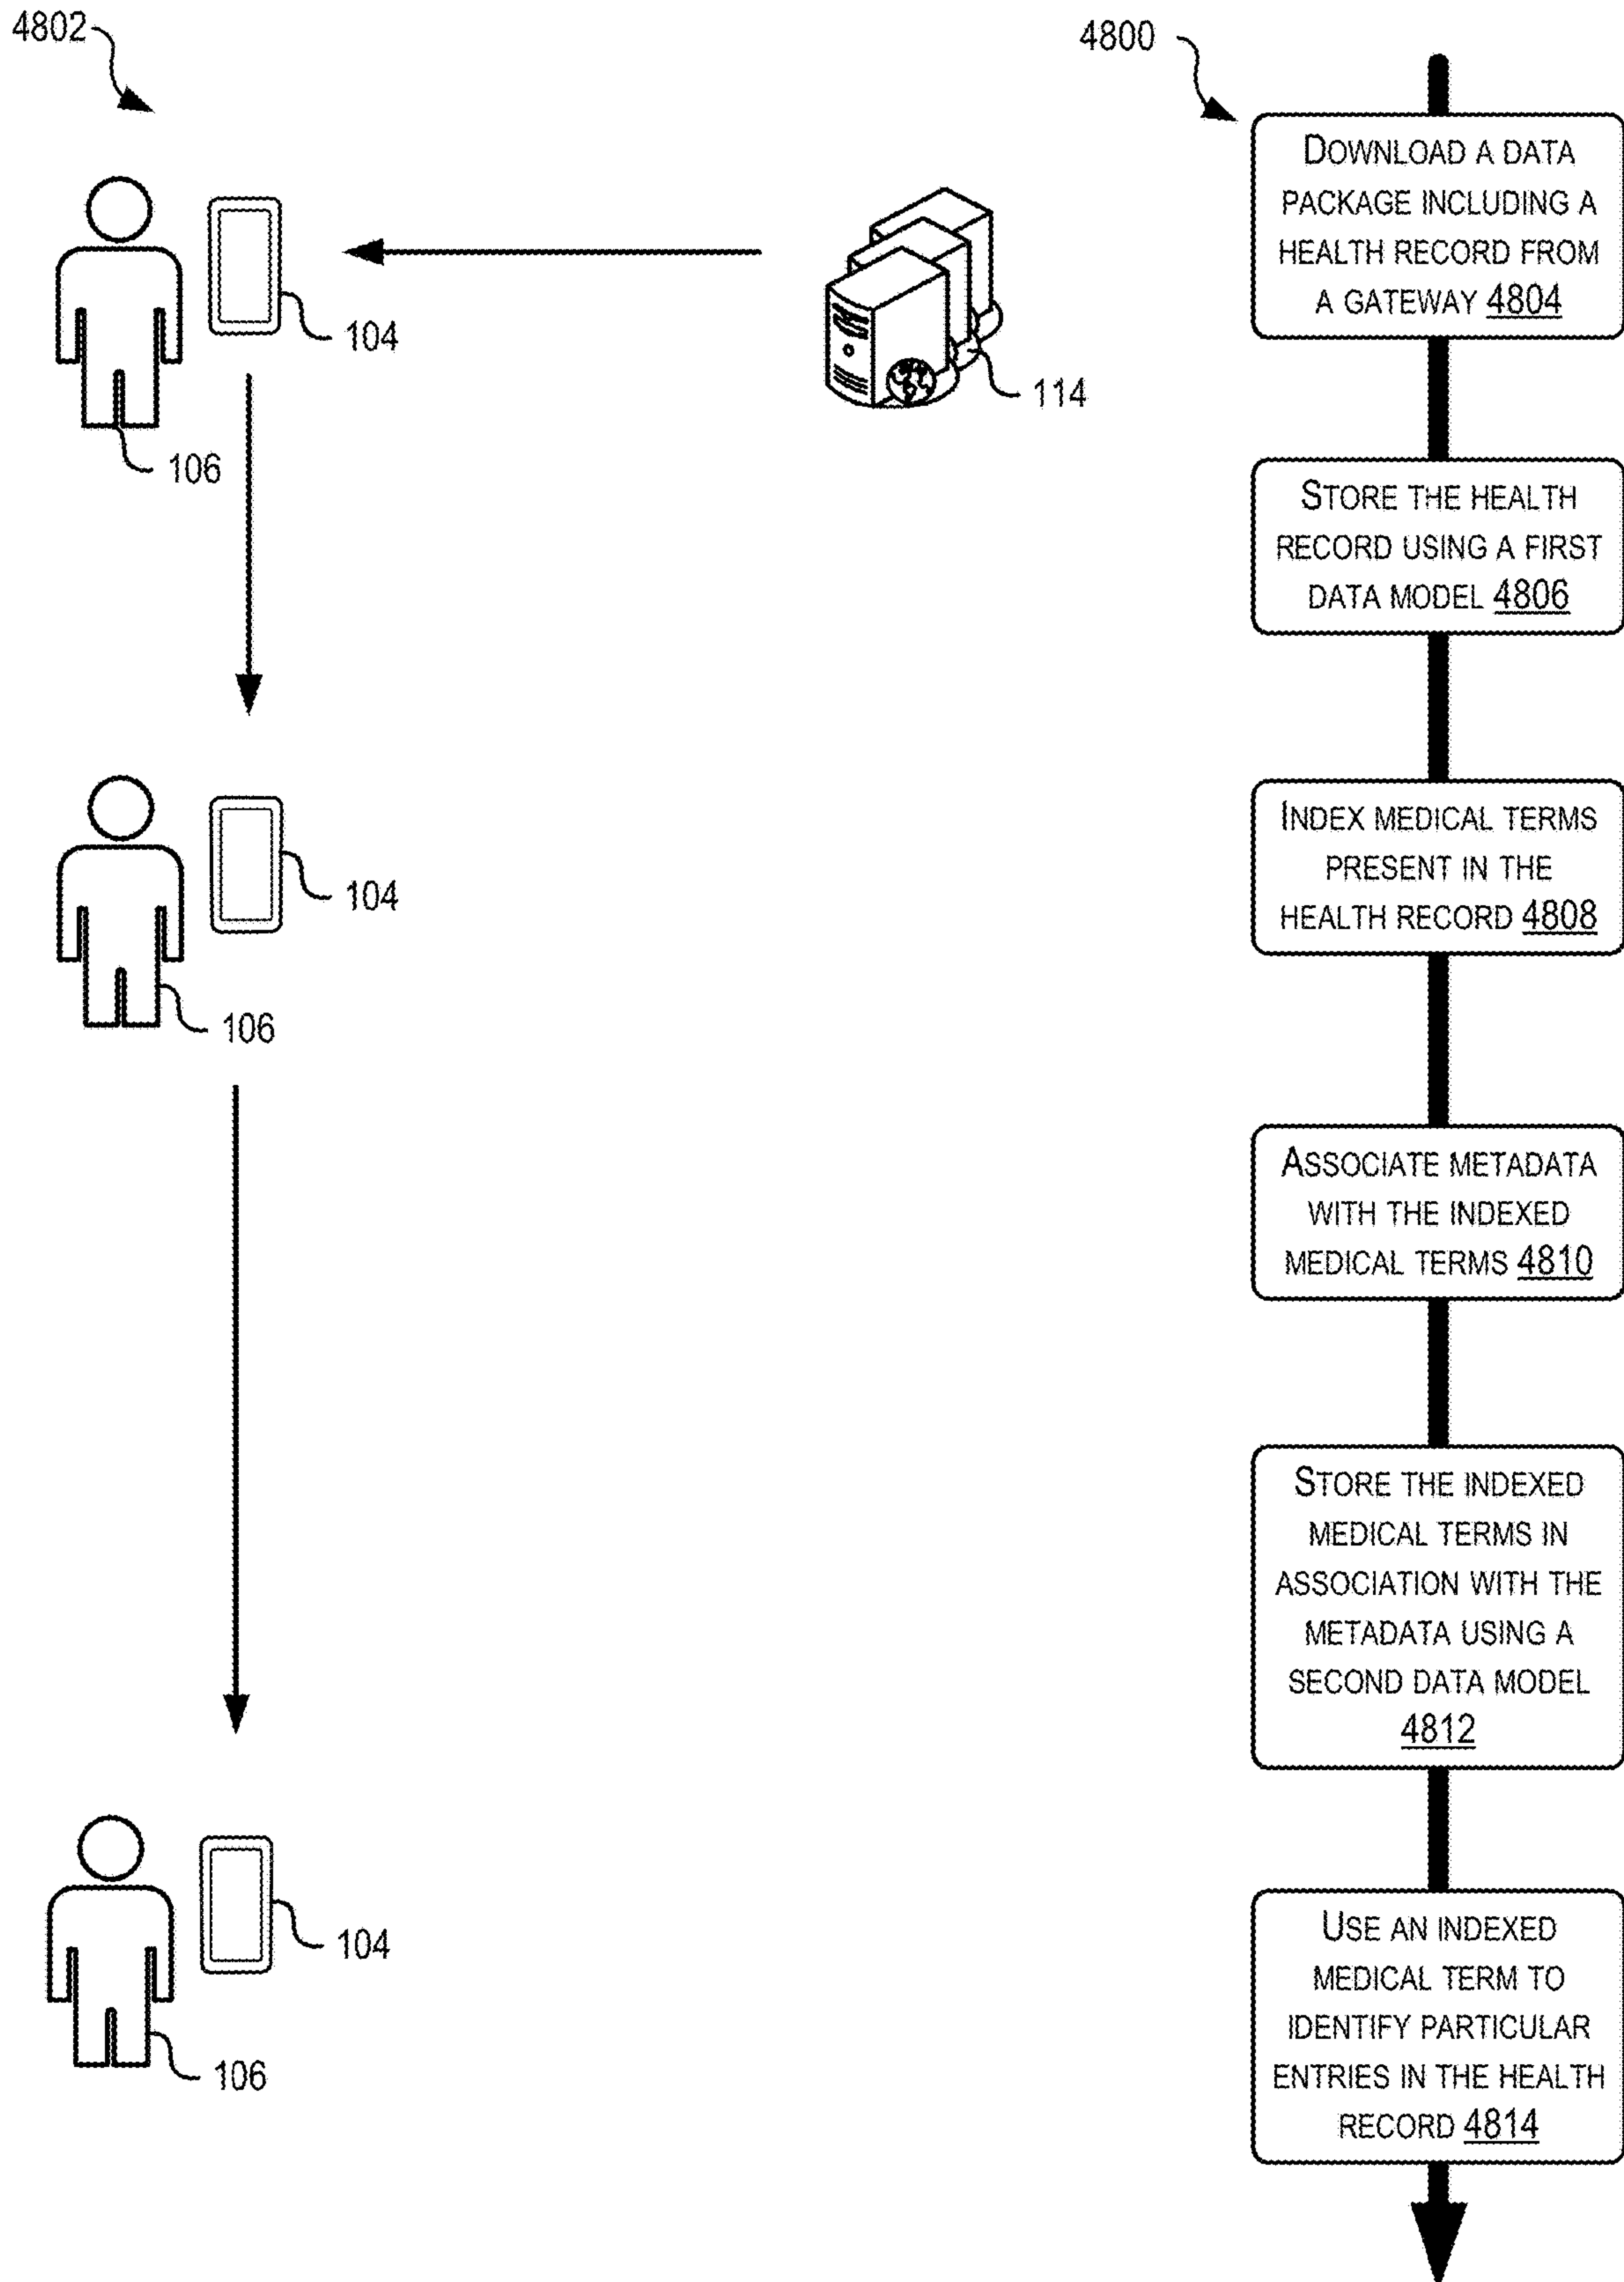 4802
4800
DOWNLOAD A DATA
PACKAGE INCLUDING A
HEALTH RECORD FROM
A GATEWAY 4804
104
114
106
STORE THE HEALTH
RECORD USING A FIRST
DATA MODEL 4806
INDEX MEDICAL TERMS
PRESENT IN THE
HEALTH RECORD 4808
104
106
ASSOCIATE METADATA
WITH THE INDEXED
MEDICAL TERMS 4810
STORE THE INDEXED
MEDICAL TERMS IN
ASSOCIATION WITH THE
METADATA USING A
SECOND DATA MODEL
4812
USE AN INDEXED
MEDICAL TERM TO
IDENTIFY PARTICULAR
ENTRIES IN THE HEALTH
RECORD 4814
104
106